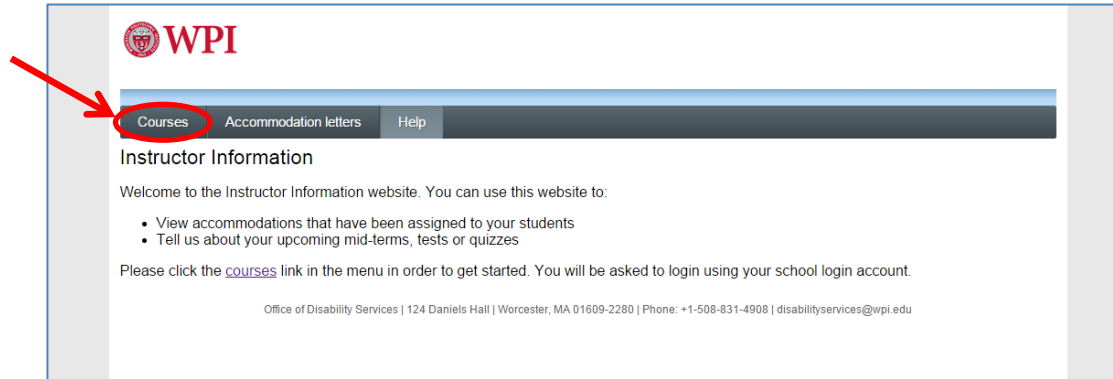 WPI
Courses Accommodation letters Help
Instructor Information
Welcome to the Instructor Information website. You can use this website to:
• View accommodations that have been assigned to your students
• Tell us about your upcoming mid-terms, tests or quizzes
Please click the courses link in the menu in order to get started. You will be asked to login using your school login account.
Office of Disability Services | 124 Daniels Hall | Worcester, MA 01609-2280 | Phone: +1-508-831-4908 | disabilityservices@wpi.edu